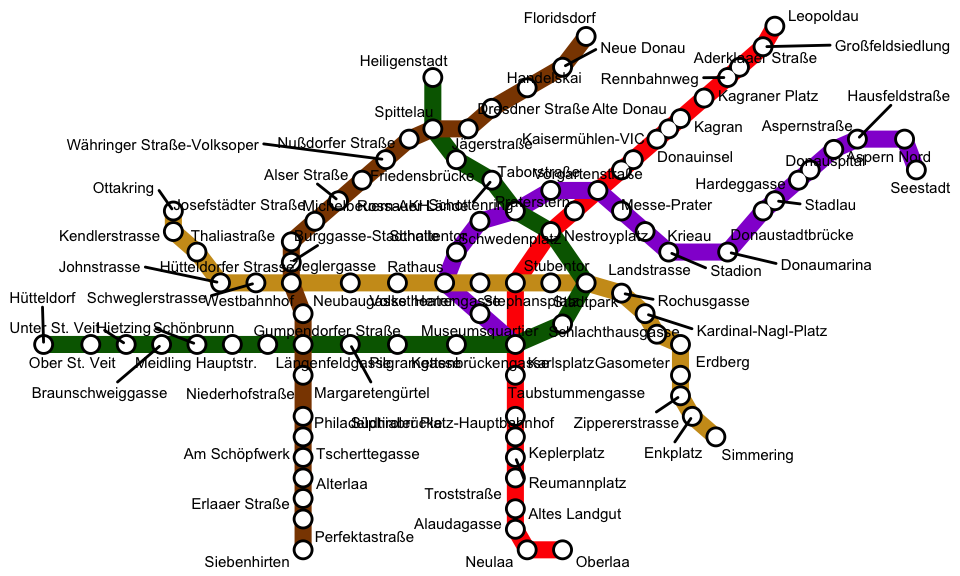 Floridsdorf
Leopoldau
Neue Donau
Großfeldsiedlung
Heiligenstadt
Aderklaaer Straße
Handelskai
Rennbahnweg
Kagraner Platz
Hausfeldstraße
Spittelau
Dresdner Straße
Alte Donau
Kagran
Aspernstraße
Währinger Straße-Volksoper
Nußdorfer Straße
Jägerstraße
Kaisermühlen-VIC
Donauinsel
Donauspital
Aspern Nord
Alser Straße
Friedensbrücke
Taborstraße
Vorgartenstraße
Hardeggasse
Seestadt
Ottakring
Josefstädter Straße
Michelbeuern-AKH
Rossauer Lände
Schottenring
Praterstern
Messe-Prater
Stadlau
Kendlerstrasse
Thaliastraße
Burggasse-Stadthalle
Schottentor
Schwedenplatz
Nestroyplatz
Krieau
Donaustadtbrücke
Johnstrasse
Hütteldorfer Strasse
Zieglergasse
Rathaus
Stubentor
Landstrasse
Stadion
Donaumarina
Hütteldorf
Schweglerstrasse
Westbahnhof
Neubaugasse
Volkstheater
Herrengasse
Stephansplatz
Stadtpark
Rochusgasse
Unter St. Veit
Hietzing
Schönbrunn
Gumpendorfer Straße
Museumsquartier
Schlachthausgasse
Kardinal-Nagl-Platz
Ober St. Veit
Meidling Hauptstr.
Längenfeldgasse
Pilgramgasse
Kettenbrückengasse
Karlsplatz
Gasometer
Erdberg
Braunschweiggasse
Niederhofstraße
Margaretengürtel
Taubstummengasse
Philadelphiabrücke
Südtiroler Platz-Hauptbahnhof
Zippererstrasse
Am Schöpfwerk
Tscherttegasse
Keplerplatz
Enkplatz
Simmering
Alterlaa
Reumannplatz
Erlaaer Straße
Troststraße
Altes Landgut
Alaudagasse
Perfektastraße
Siebenhirten
Neulaa
Oberlaa